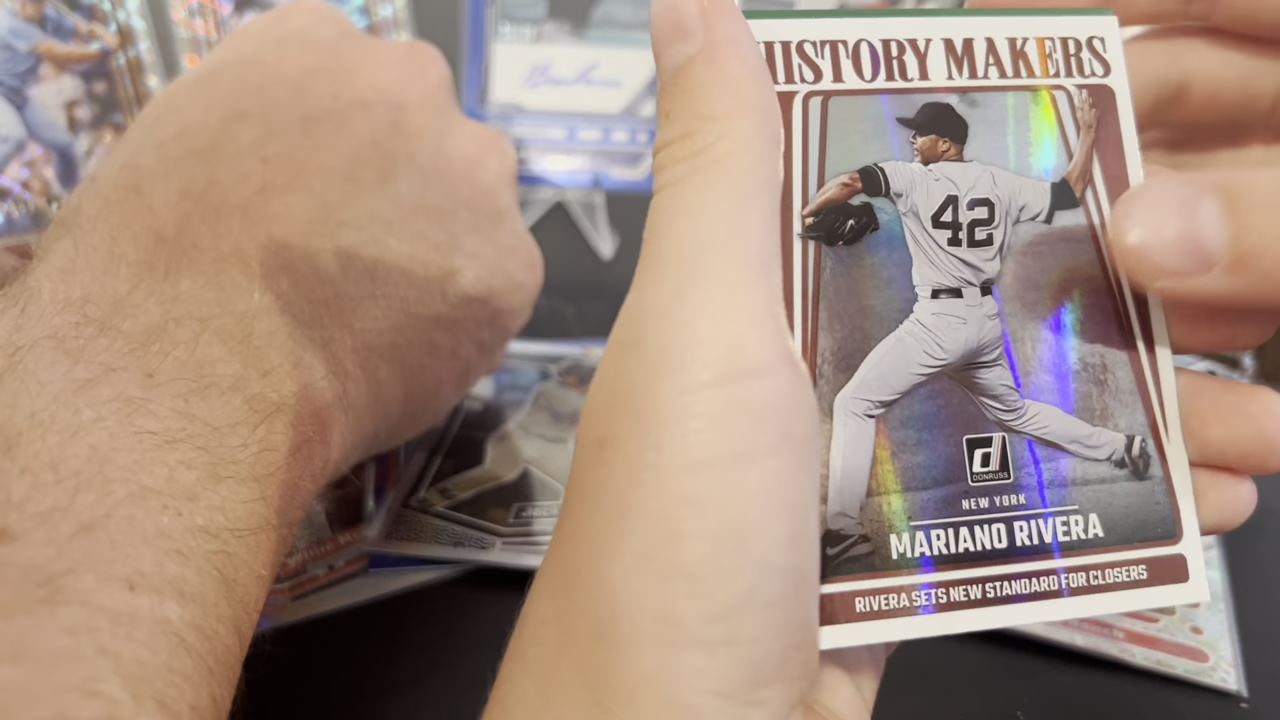 HISTORY MAKERS
42
DONRUSS
NEW YORK
MARIANO RIVERA
RIVERA SETS NEW STANDARD FOR CLOSERS